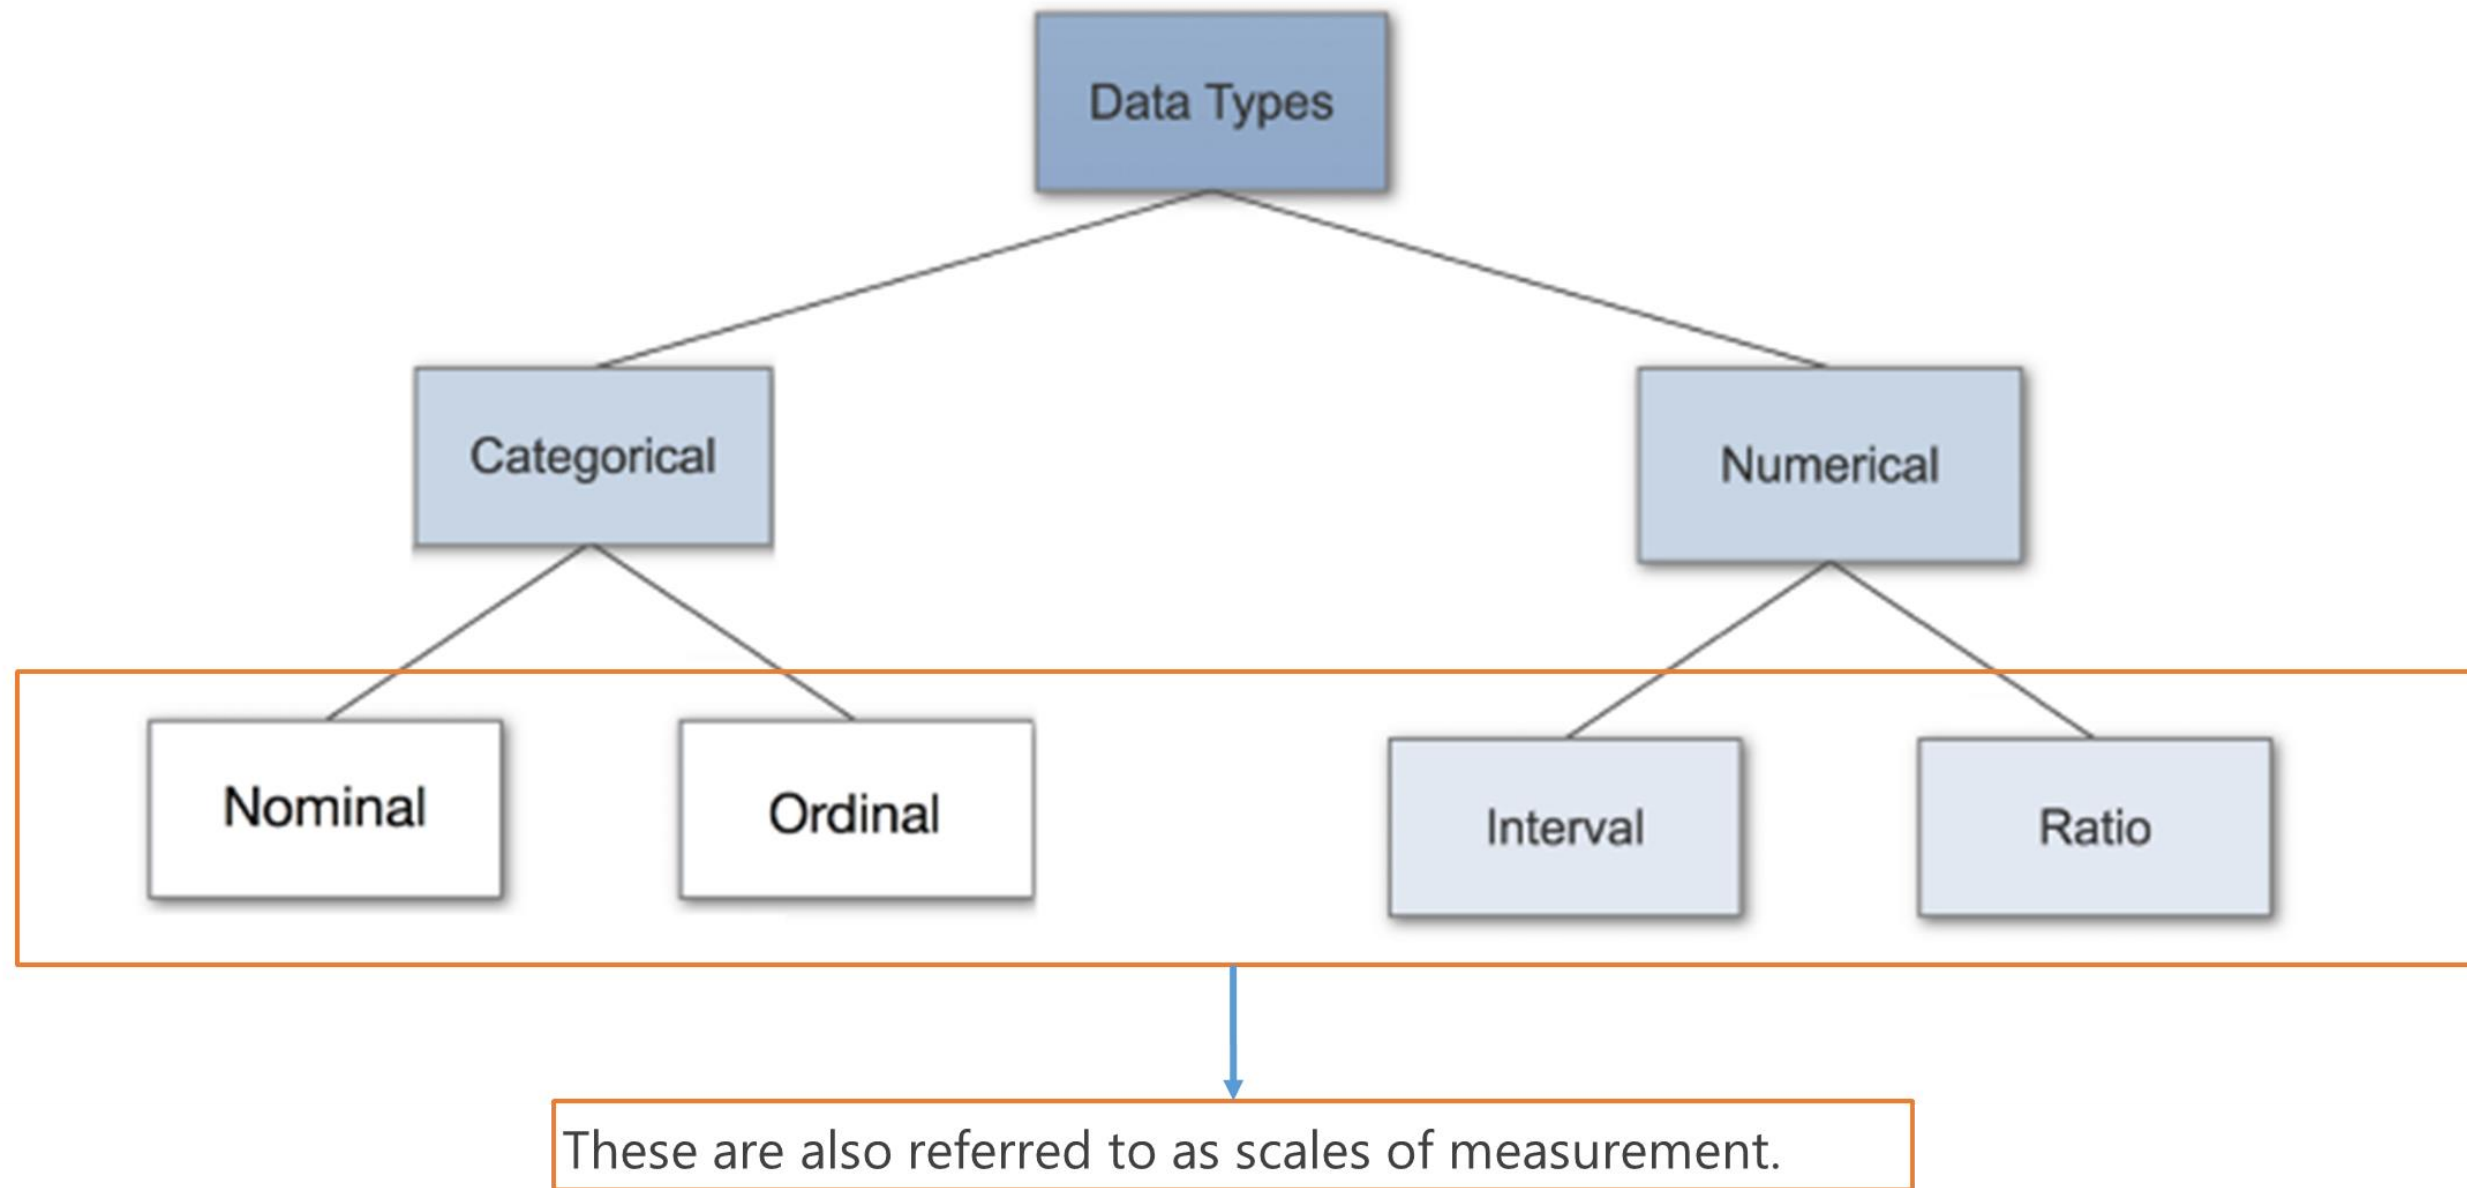 Data Types
Categorical
Numerical
Nominal
Ordinal
Interval
Ratio
These are also referred to as scales of measurement.